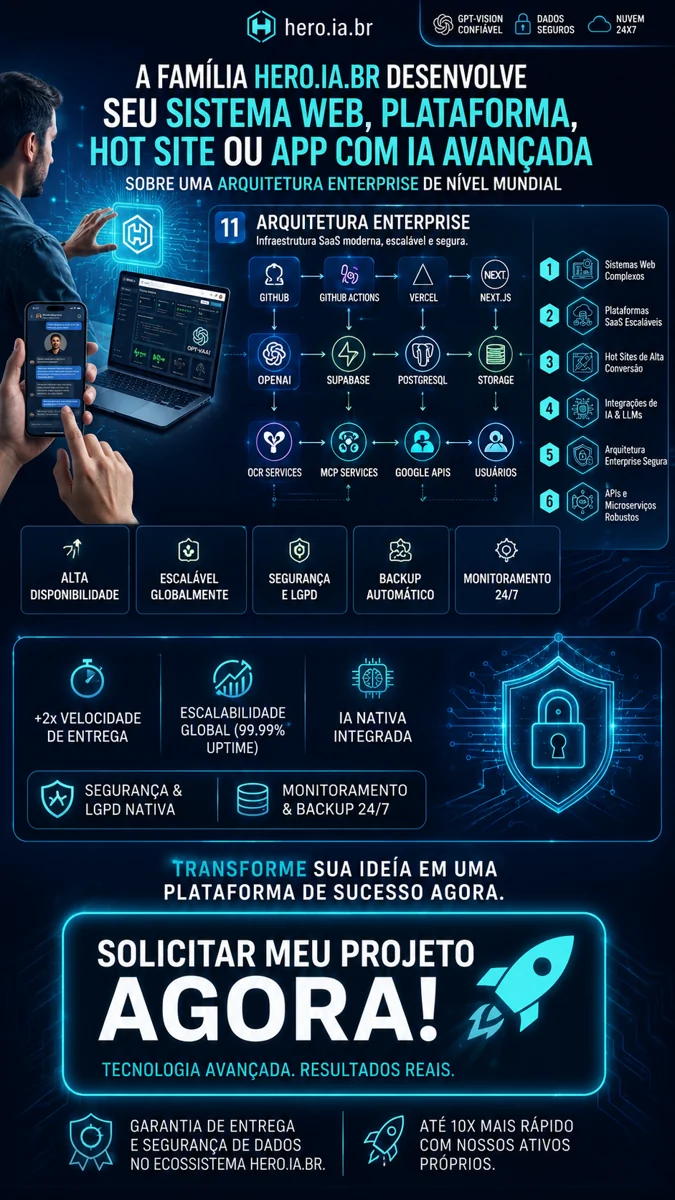 hero.ia.br
GPT-VISION
CONFIÁVEL
DADOS
SEGUROS
NUVEM
24X7
A FAMÍLIA HERO.IA.BR DESENVOLVE
SEU SISTEMA WEB, PLATAFORMA,
HOT SITE OU APP COM IA AVANÇADA
SOBRE UMA ARQUITETURA ENTERPRISE DE NÍVEL MUNDIAL
11 ARQUITETURA ENTERPRISE
Infraestrutura SaaS moderna, escalável e segura.
GITHUB
GITHUB ACTIONS
VERCEL
NEXT.
NEXT.JS
OPENAI
SUPABASE
POSTGRESQL
STORAGE
OCR SERVICES
MCP SERVICES
GOOGLE APIS
USUÁRIOS
1 Sistemas Web
Complexos
2 Plataformas
SaaS Escaláveis
3 Hot Sites de Alta
Conversão
4 Integrações de
IA & LLMs
5 Arquitetura
Enterprise Segura
6 APIs e
Microserviços
Robustos
ALTA
DISPONIBILIDADE
ESCALÁVEL
GLOBALMENTE
SEGURANÇA
E LGPD
BACKUP
AUTOMÁTICO
MONITORAMENTO
24/7
+2x VELOCIDADE
DE ENTREGA
ESCALABILIDADE
GLOBAL (99.99%
UPTIME)
IA NATIVA
INTEGRADA
SEGURANÇA &
LGPD NATIVA
MONITORAMENTO
& BACKUP 24/7
TRANSFORME SUA IDEÍA EM UMA
PLATAFORMA DE SUCESSO AGORA.
SOLICITAR MEU PROJETO
AGORA!
TECNOLOGIA AVANÇADA. RESULTADOS REAIS.
GARANTIA DE ENTREGA
E SEGURANÇA DE DADOS
NO ECOSSISTEMA HERO.IA.BR.
ATÉ 10X MAIS RÁPIDO
COM NOSSOS ATIVOS
PRÓPRIOS.